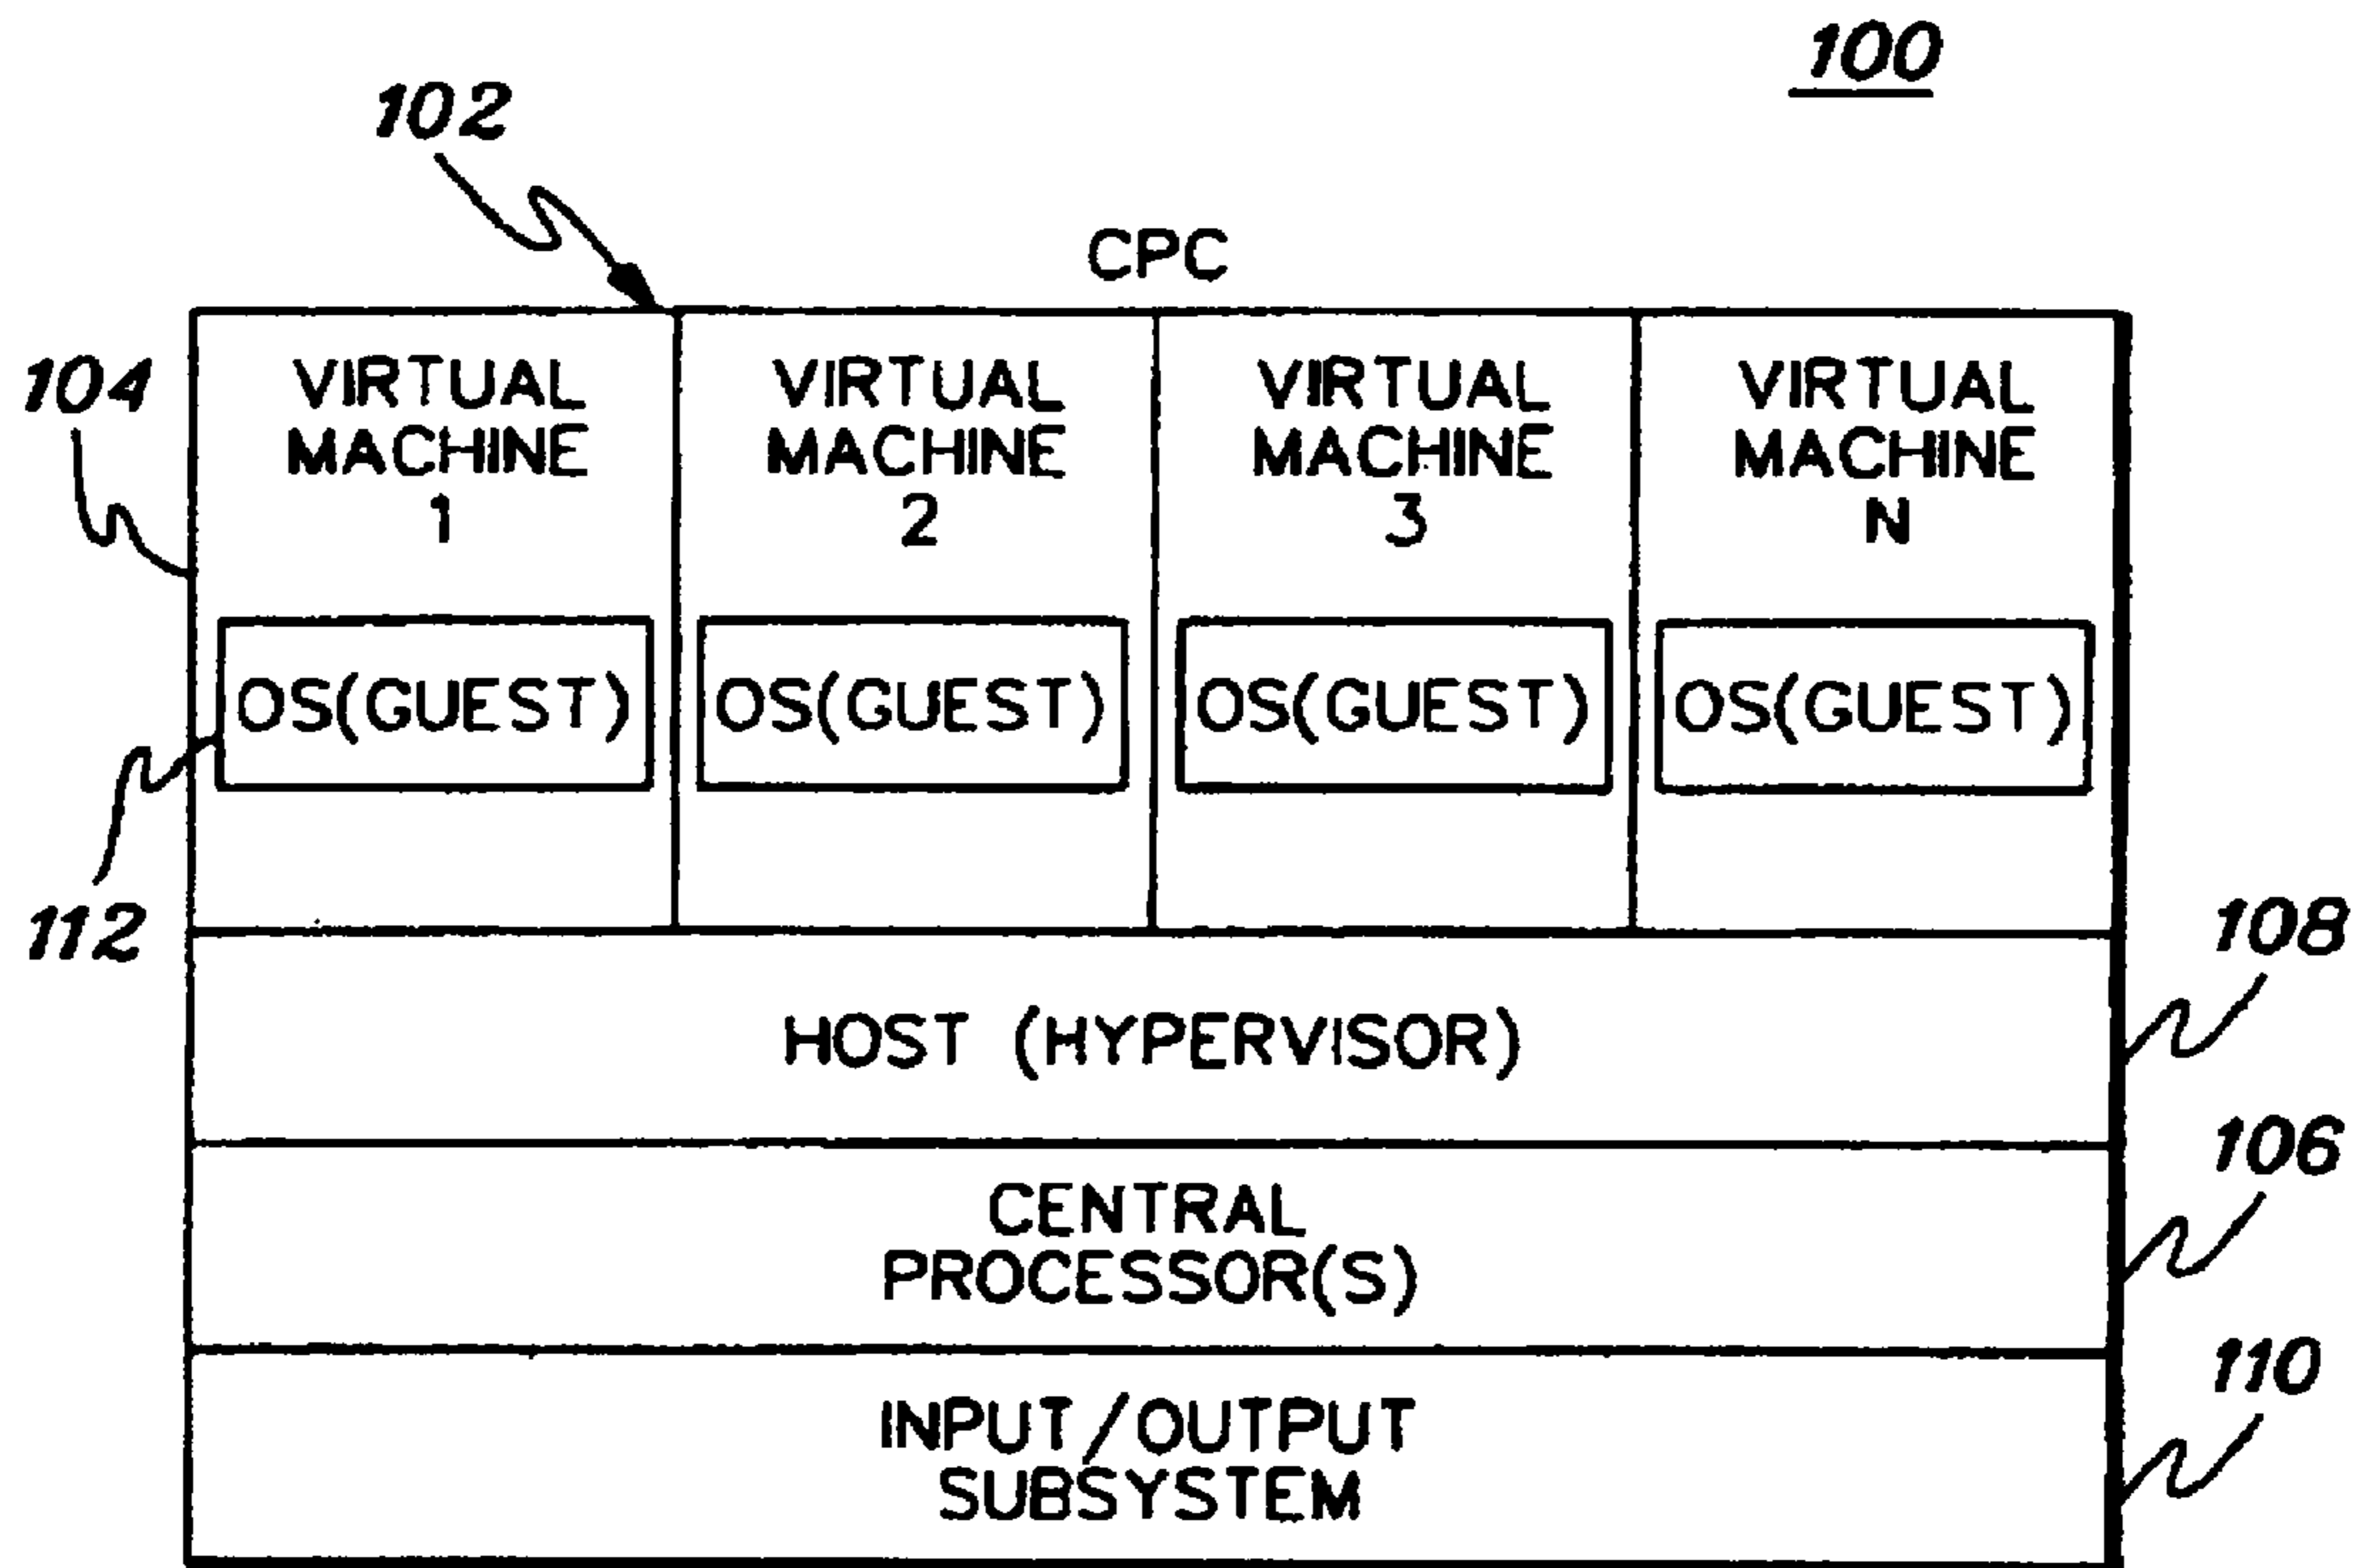 100
102
CPC
104
VIRTUAL MACHINE 1
VIRTUAL MACHINE 2
VIRTUAL MACHINE 3
VIRTUAL MACHINE N
OS(GUEST)
OS(GUEST)
OS(GUEST)
OS(GUEST)
112
108
HOST (HYPERVISOR)
106
CENTRAL
PROCESSOR(S)
110
INPUT/OUTPUT
SUBSYSTEM